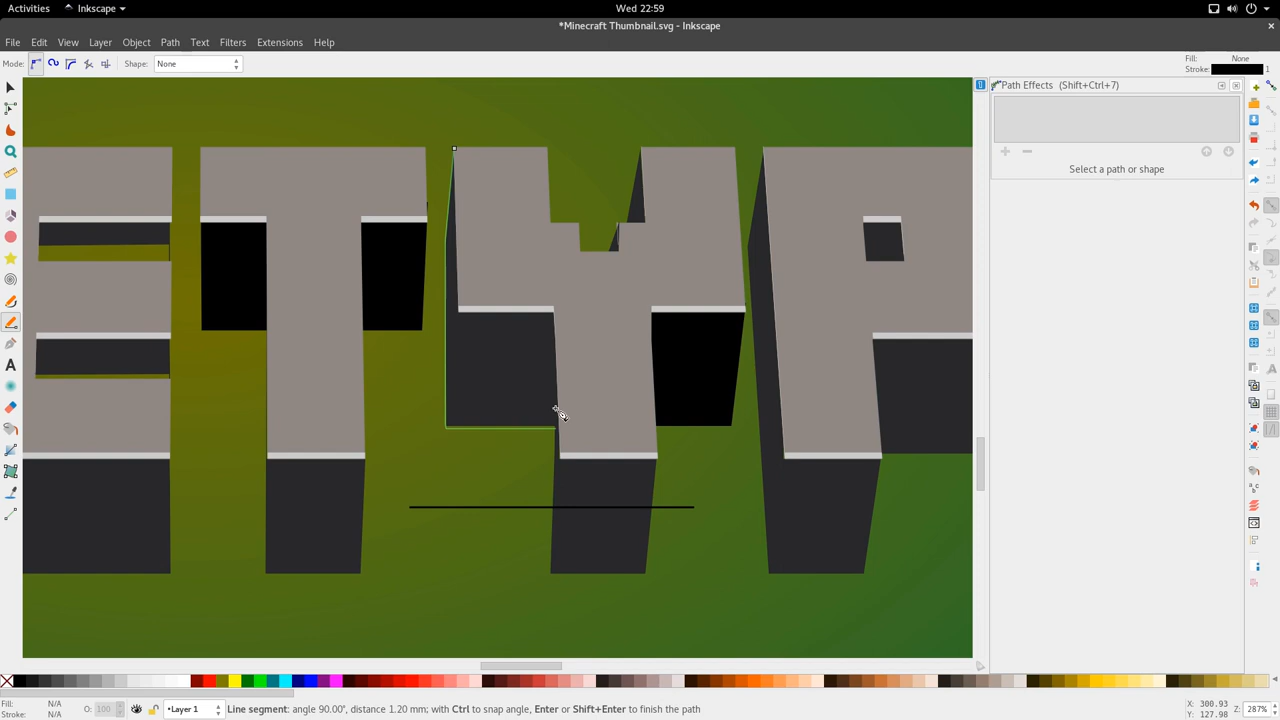 Activities Inkscape Wed 22:59
*Minecraft Thumbnail.svg - Inkscape
File Edit View Layer Object Path Text Filters Extensions Help
Mode: Shape: None Fill: None
Stroke: 1
Path Effects (Shift+Ctrl+7)
Select a path or shape
ETYP
Fill: N/A
Stroke: N/A
O: 100
•Layer 1
Line segment: angle 90.00°, distance 1.20 mm; with Ctrl to snap angle, Enter or Shift+Enter to finish the path
X: 300.93
Y: 127.98
Z: 287%